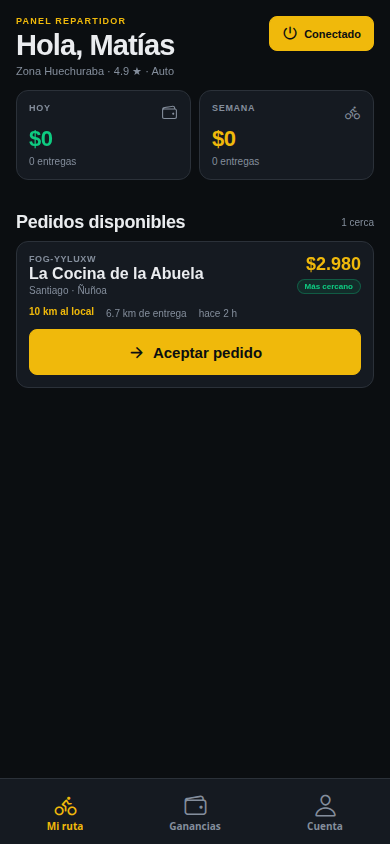 PANEL REPARTIDOR
Hola, Matías
Zona Huechuraba · 4.9 ★ · Auto
Conectado
HOY
$0
0 entregas
SEMANA
$0
0 entregas
Pedidos disponibles
1 cerca
FOG-YYLUXW
La Cocina de la Abuela
Santiago · Ñuñoa
$2.980
Más cercano
10 km al local 6.7 km de entrega hace 2 h
Aceptar pedido
Mi ruta
Ganancias
Cuenta